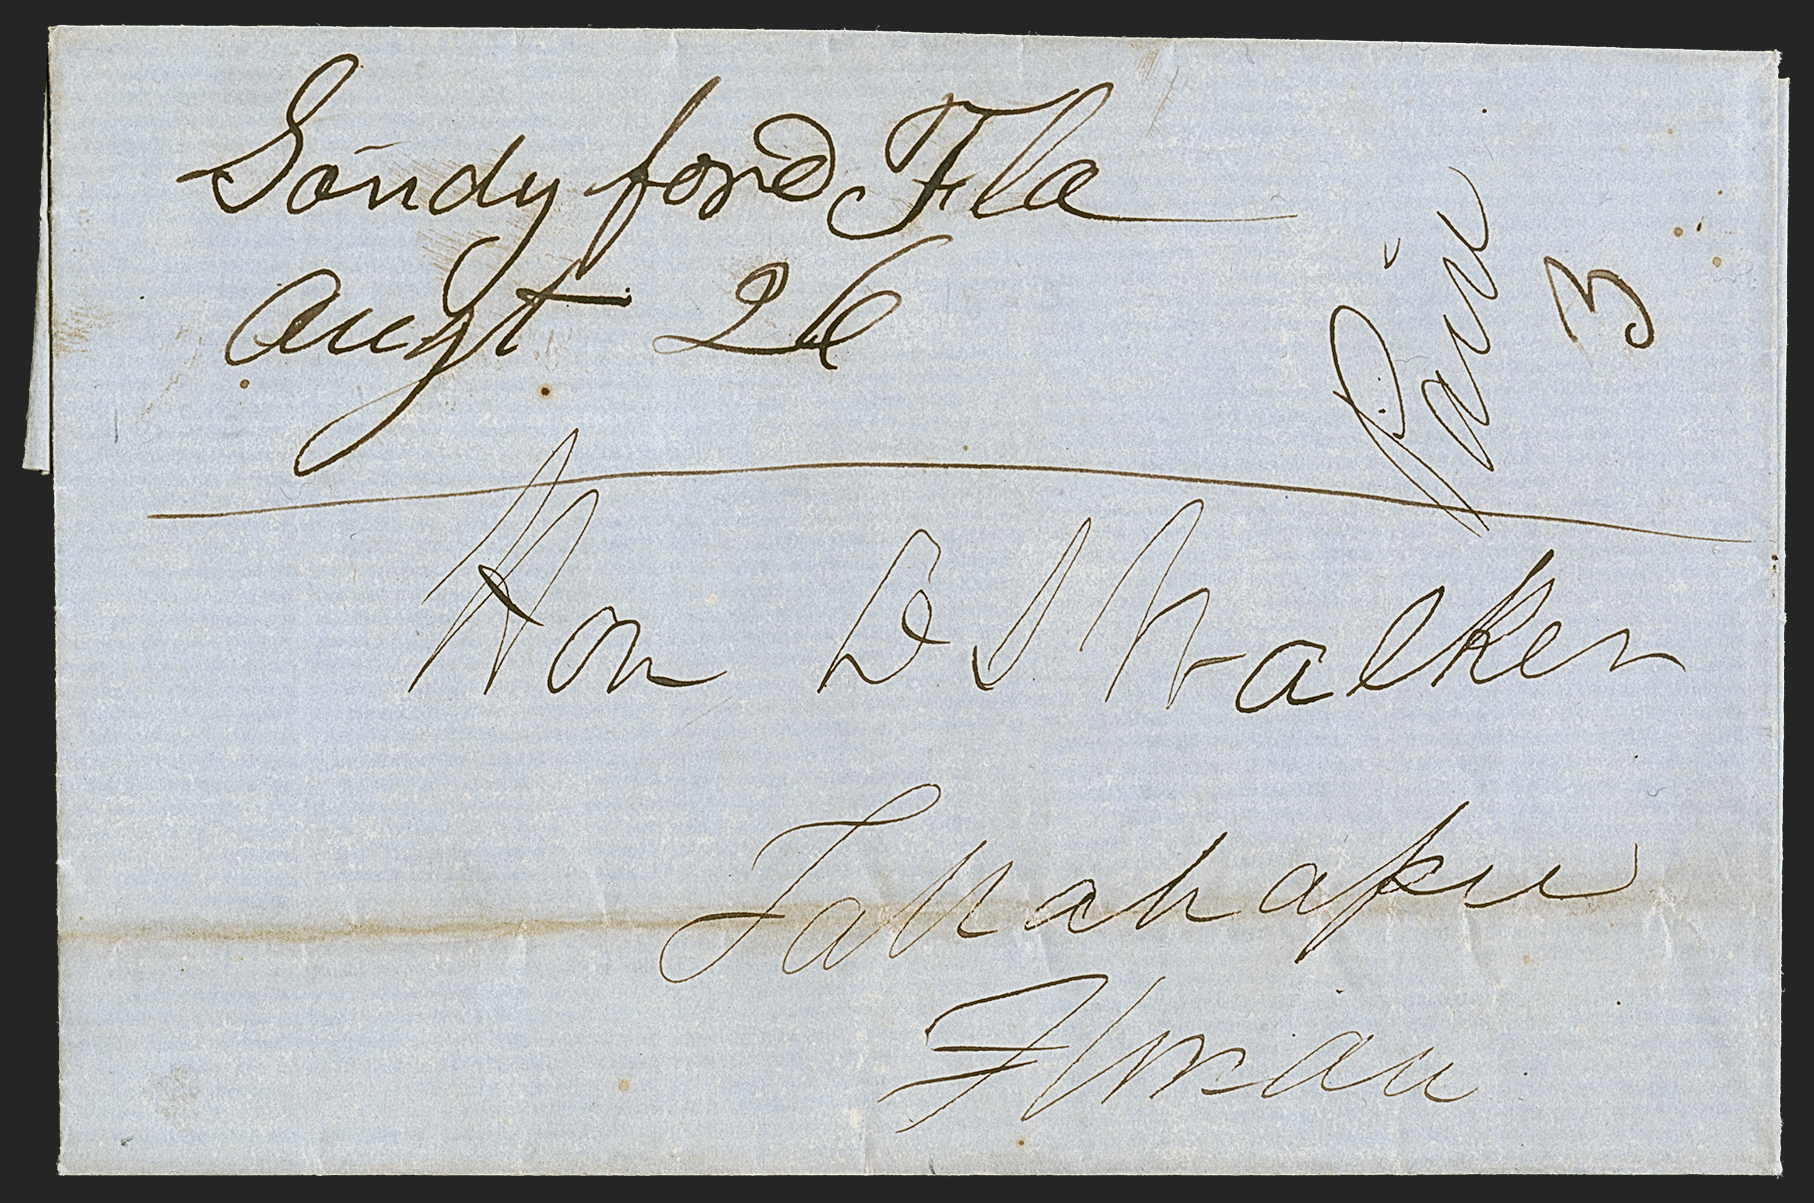 Sandy ford Fla
Augt 26
Paid
3
Hon D S Walker
Tallahassee
Florida